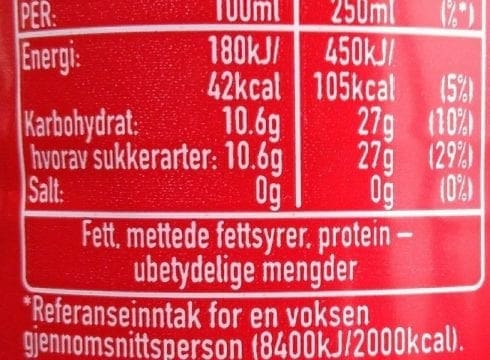 PER: 100ml 250ml (%*)
Energi: 180kJ/ 450kJ/
42kcal 105kcal (5%)
Karbohydrat: 10.6g 27g (10%)
hvorav sukkerarter: 10.6g 27g (29%)
Salt: 0g 0g (0%)
Fett, mettede fettsyrer, protein –
ubetydelige mengder
*Referanseinntak for en voksen
gjennomsnittsperson (8400kJ/2000kcal).